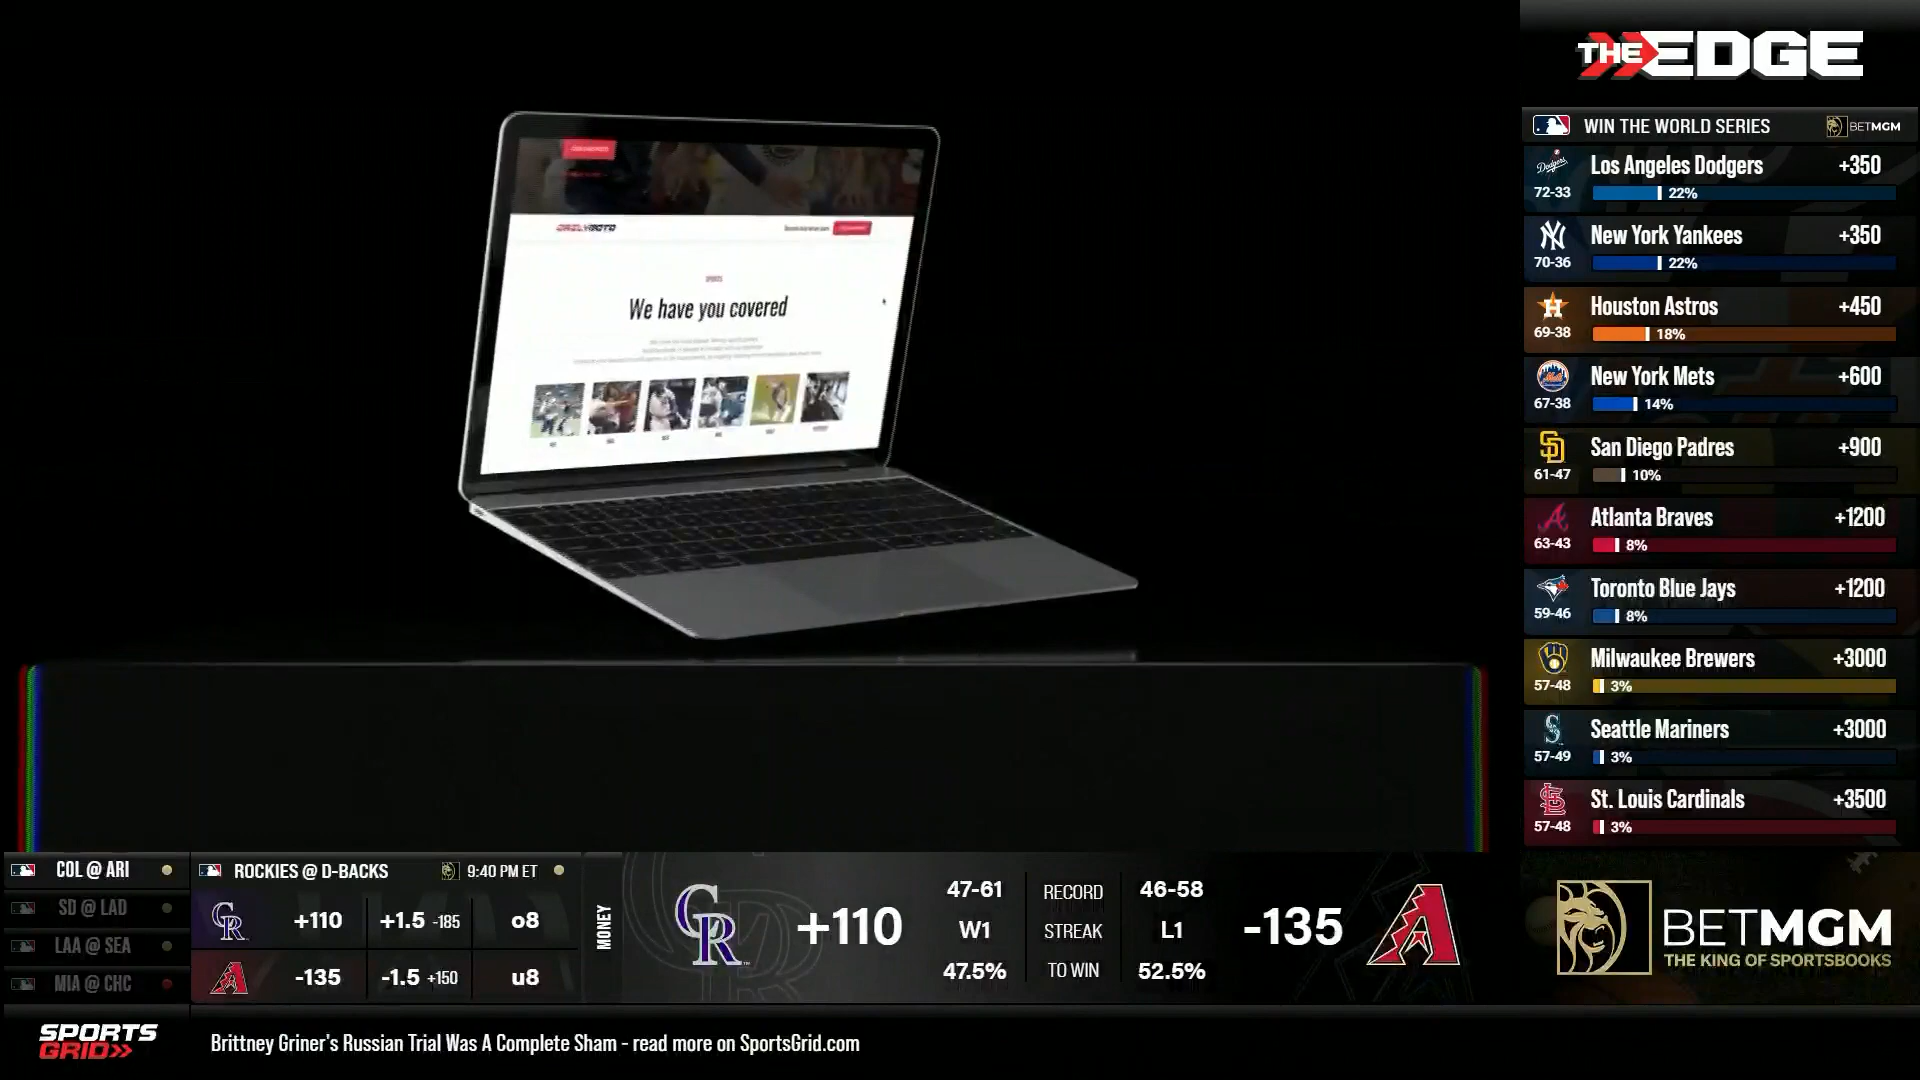 THE EDGE
WIN THE WORLD SERIES BETMGM
Los Angeles Dodgers +350
72-33 22%
New York Yankees +350
70-36 22%
Houston Astros +450
69-38 18%
New York Mets +600
67-38 14%
San Diego Padres +900
61-47 10%
Atlanta Braves +1200
63-43 8%
Toronto Blue Jays +1200
59-46 8%
Milwaukee Brewers +3000
57-48 3%
Seattle Mariners +3000
57-49 3%
St. Louis Cardinals +3500
57-48 3%
BETMGM
THE KING OF SPORTSBOOKS
SPORTS
We have you covered
COL @ ARI
SD @ LAD
LAA @ SEA
MIA @ CHC
ROCKIES @ D-BACKS 9:40 PM ET
CR +110 +1.5 -185 o8
A -135 -1.5 +150 u8
MONEY
CR +110
47-61 RECORD 46-58
W1 STREAK L1
47.5% TO WIN 52.5%
-135 A
SPORTS
GRID
Brittney Griner's Russian Trial Was A Complete Sham - read more on SportsGrid.com